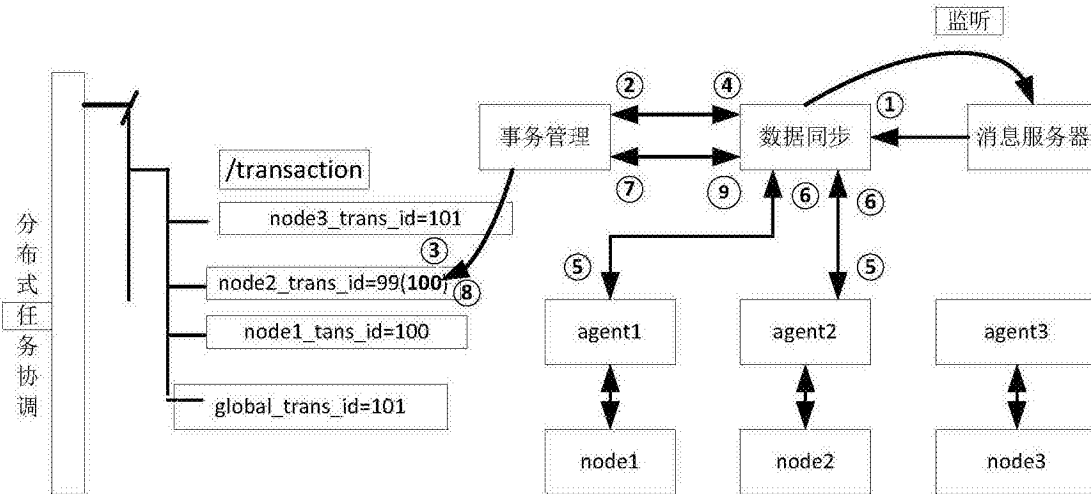 监听
② ④ ①
事务管理
数据同步
消息服务器
/transaction
⑦ ⑨ ⑥ ⑥
node3_trans_id=101
③
⑤ ⑤
node2_trans_id=99(100)
⑧
node1_tans_id=100
agent1
agent2
agent3
global_trans_id=101
node1
node2
node3
分布式任务协调